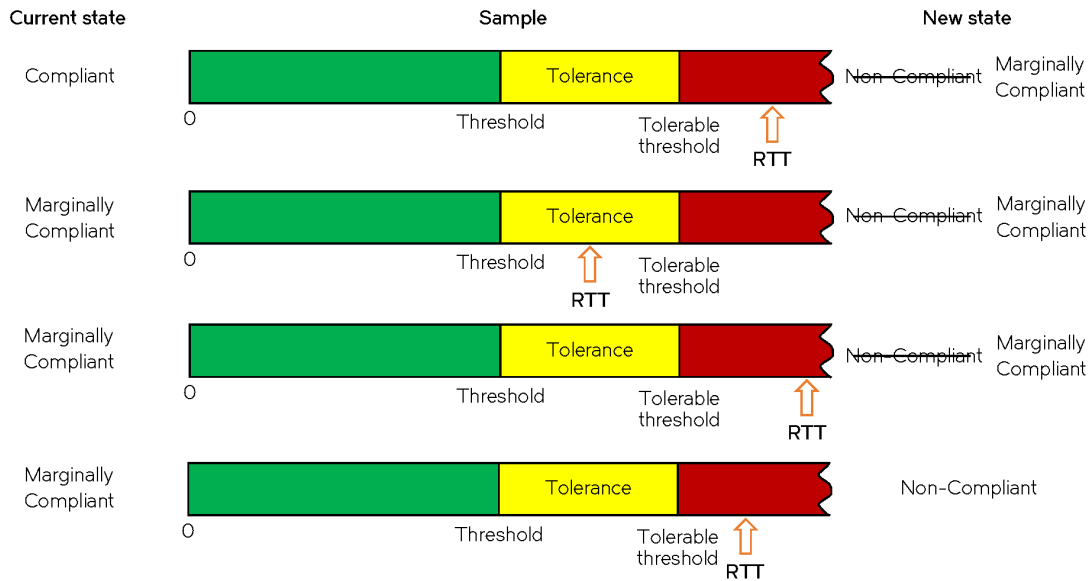 Current state
Sample
New state
Compliant
Tolerance
Non-Compliant
Marginally
Compliant
0
Threshold
Tolerable
threshold
RTT
Marginally
Compliant
Tolerance
Non-Compliant
Marginally
Compliant
0
Threshold
Tolerable
threshold
RTT
Marginally
Compliant
Tolerance
Non-Compliant
Marginally
Compliant
0
Threshold
Tolerable
threshold
RTT
Marginally
Compliant
Tolerance
Non-Compliant
0
Threshold
Tolerable
threshold
RTT